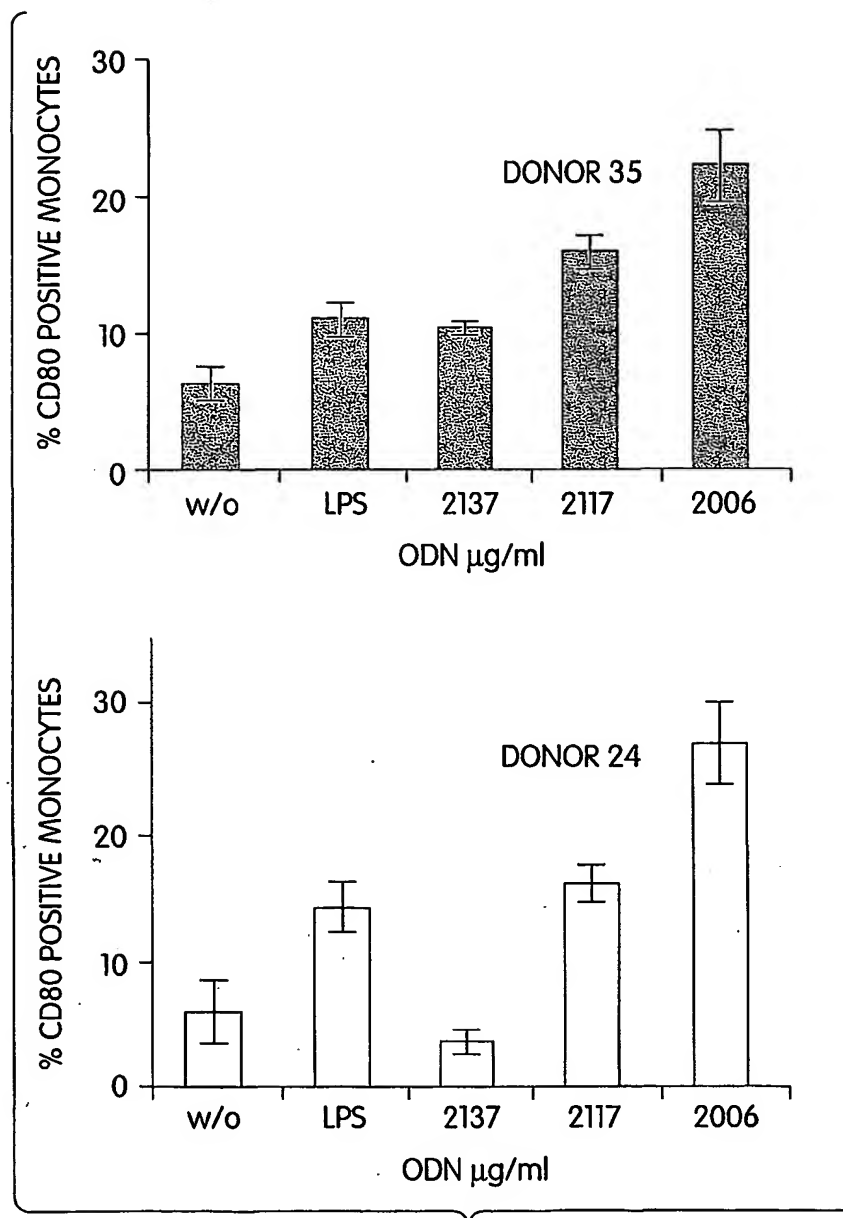 % CD80 POSITIVE MONOCYTES
30
20
10
0
DONOR 35
w/o LPS 2137 2117 2006
ODN μg/ml
% CD80 POSITIVE MONOCYTES
30
20
10
0
DONOR 24
w/o LPS 2137 2117 2006
ODN μg/ml